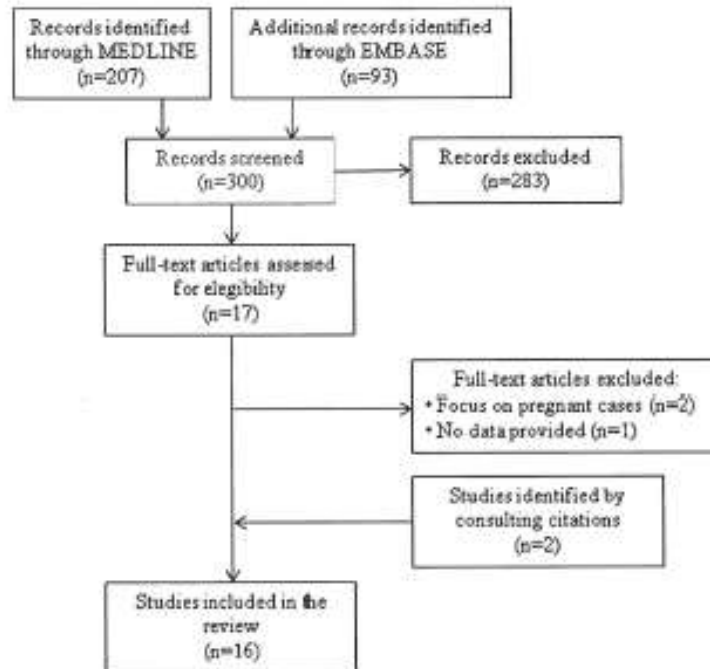 Records identified
through MEDLINE
(n=207)
Additional records identified
through EMBASE
(n=93)
Records screened
(n=300)
Records excluded
(n=283)
Full-text articles assessed
for elegibility
(n=17)
Full-text articles excluded:
• Focus on pregnant cases (n=2)
• No data provided (n=1)
Studies identified by
consulting citations
(n=2)
Studies included in the
review
(n=16)